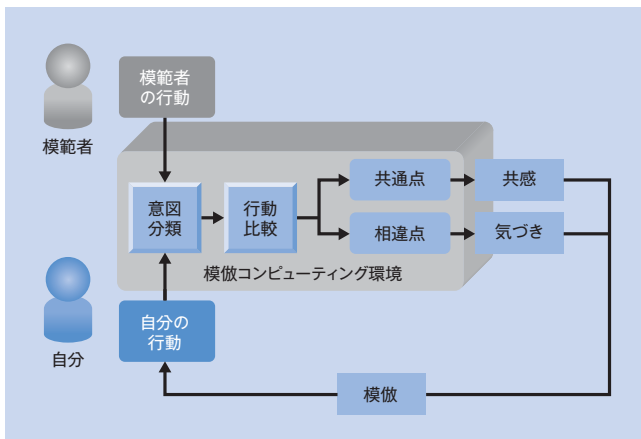 模範者
の行動
模範者
意図
分類
行動
比較
共通点
共感
相違点
気づき
模倣コンピューティング環境
自分の
行動
自分
模倣